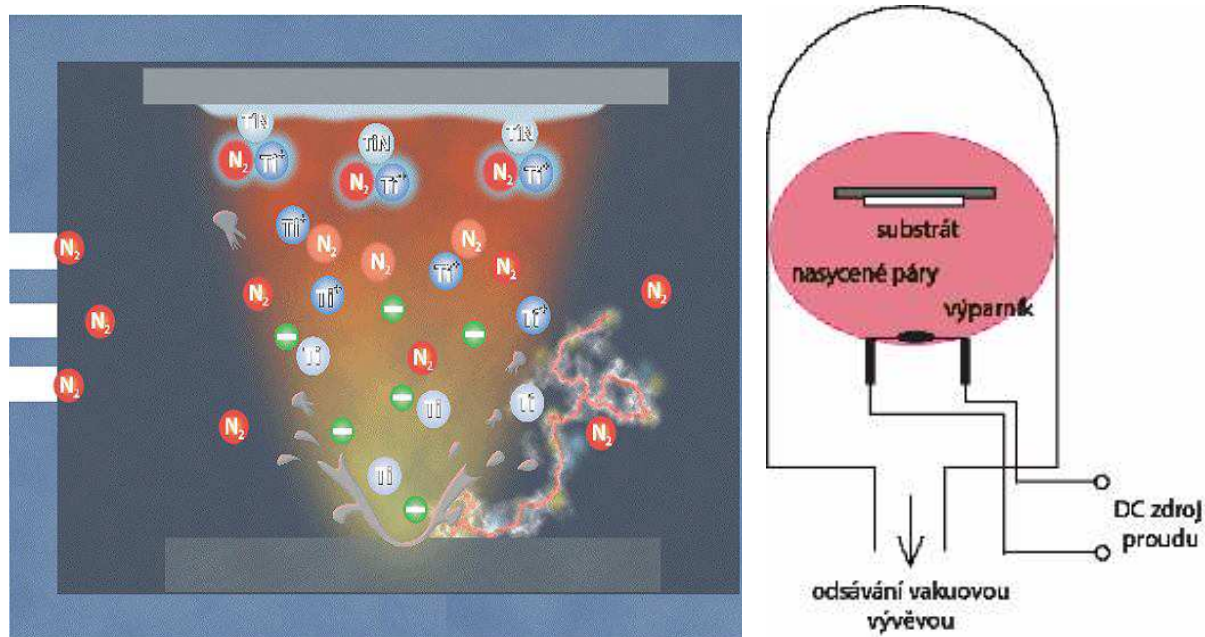 TiN
TiN
TiN
N₂
Ti⁺
N₂
Ti⁺
N₂
Ti⁺
Ti⁺
N₂
N₂
N₂
N₂
Ti⁺
N₂
N₂
Ti⁺
N₂
N₂
Ti⁺
N₂
Ti
N₂
N₂
Ti
Ti
N₂
N₂
Ti
substrát
nasycené páry
výparník
DC zdroj
proudu
odsávání vakuovou
vývěvou